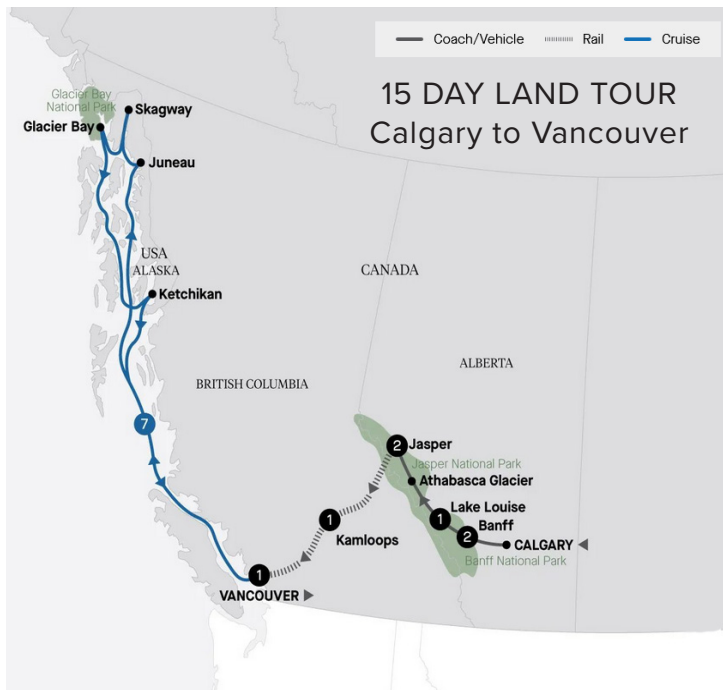 Coach/Vehicle
Rail
Cruise
15 DAY LAND TOUR
Calgary to Vancouver
Glacier Bay
National Park
Skagway
Glacier Bay
Juneau
USA
ALASKA
CANADA
Ketchikan
ALBERTA
BRITISH COLUMBIA
7
2
Jasper
Jasper National Park
Athabasca Glacier
Lake Louise
1
Banff
2
1
Kamloops
CALGARY
Banff National Park
1
VANCOUVER